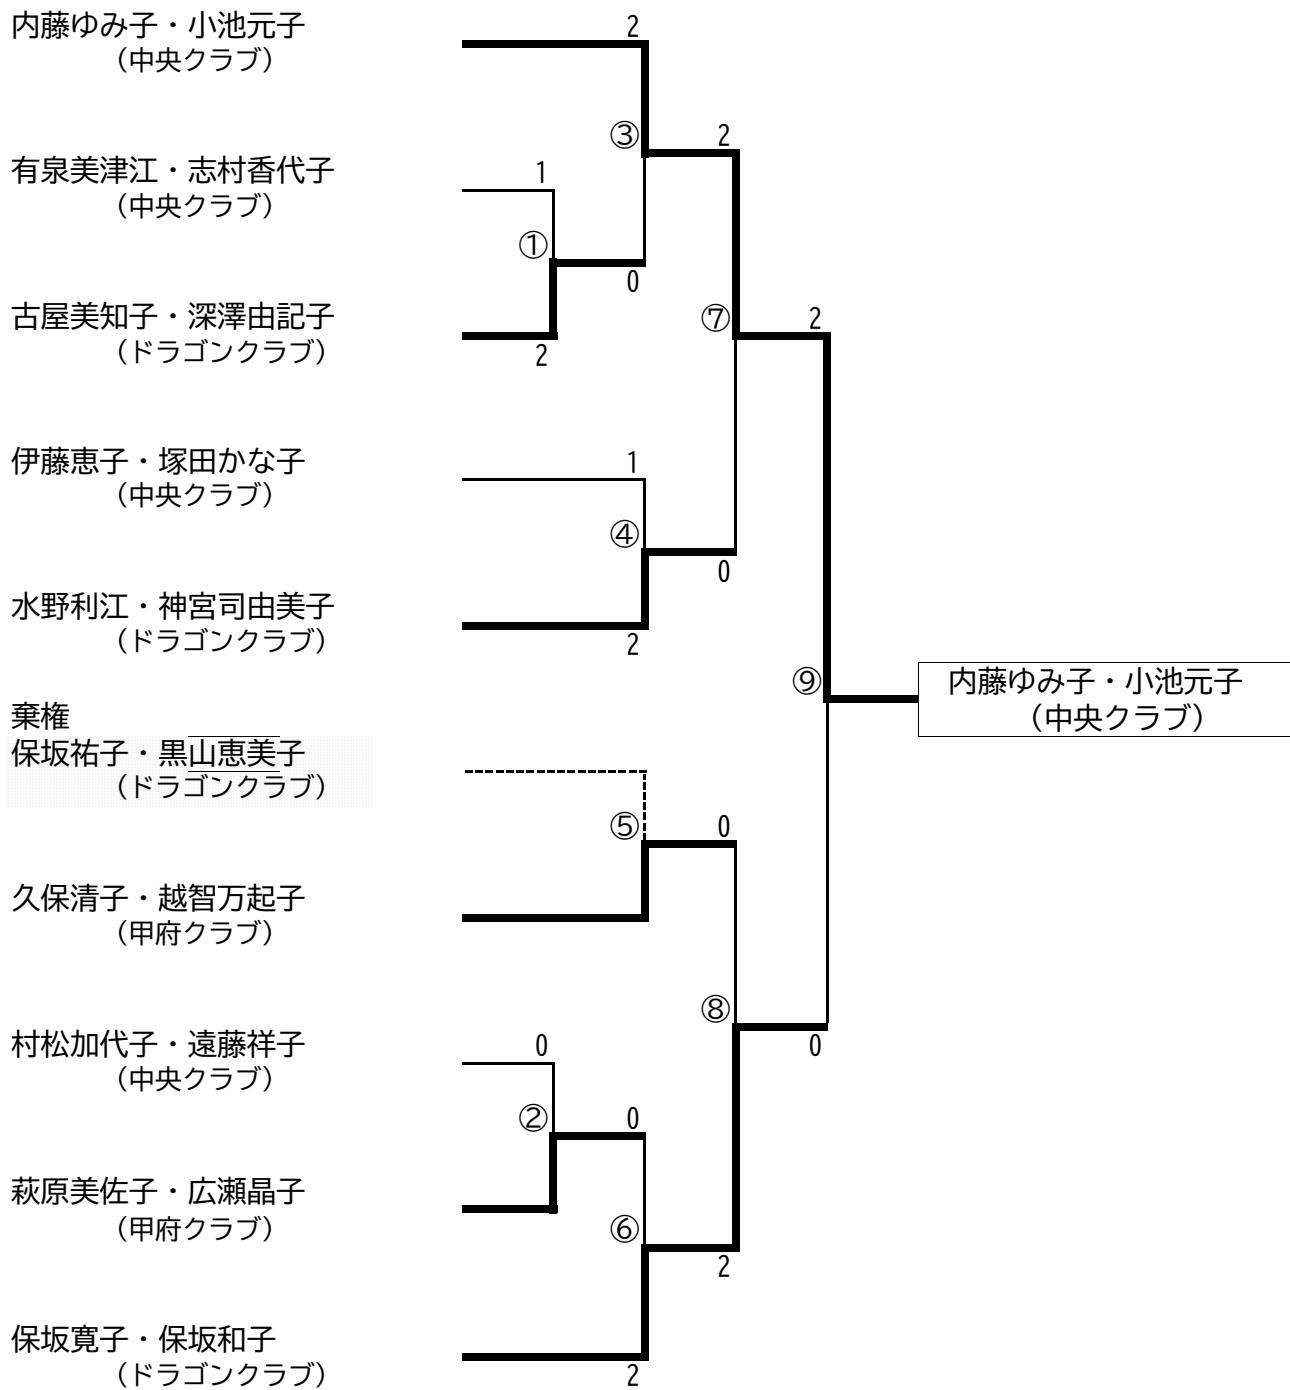 内藤ゆみ子・小池元子
（中央クラブ）
2
③
2
有泉美津江・志村香代子
（中央クラブ）
1
①
0
古屋美知子・深澤由記子
（ドラゴンクラブ）
2
⑦
2
伊藤恵子・塚田かな子
（中央クラブ）
1
④
0
水野利江・神宮司由美子
（ドラゴンクラブ）
2
⑨
内藤ゆみ子・小池元子
（中央クラブ）
棄権
保坂祐子・黒山恵美子
（ドラゴンクラブ）
⑤
0
久保清子・越智万起子
（甲府クラブ）
⑧
0
村松加代子・遠藤祥子
（中央クラブ）
0
②
0
萩原美佐子・広瀬晶子
（甲府クラブ）
⑥
2
保坂寛子・保坂和子
（ドラゴンクラブ）
2